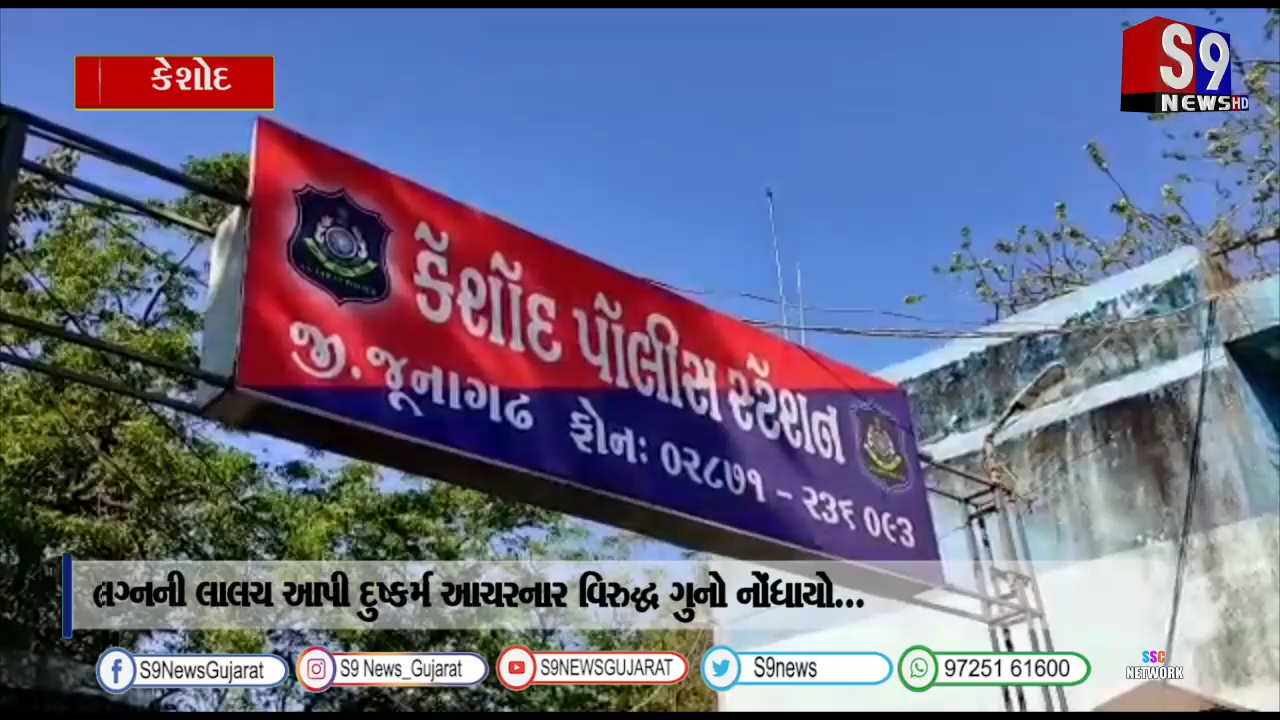 કેશોદ
S9
NEWS HD
કેશોદ પોલીસ સ્ટેશન
જી.જૂનાગઢ ફોન: ૦૨૮૭૧ - ૨૩૬ ૦૯૩
લગ્નની લાલચ આપી દુષ્કર્મ આચરનાર વિરુદ્ધ ગુનો નોંધાયો...
S9NewsGujarat
S9 News_Gujarat
S9NEWSGUJARAT
S9news
97251 61600
SSC
NETWORK